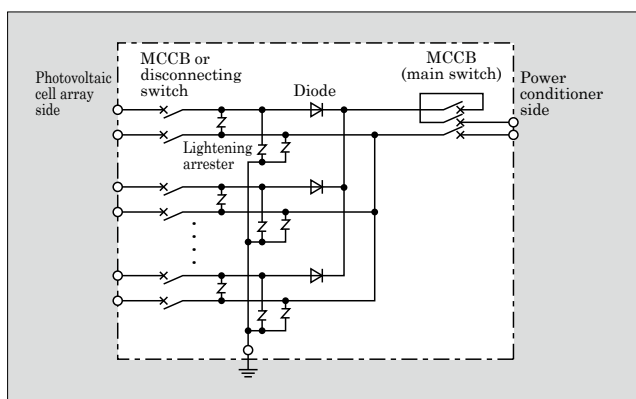 Photovoltaic
cell array
side
MCCB or
disconnecting
switch
Diode
MCCB
(main switch)
Power
conditioner
side
Lightening
arrester